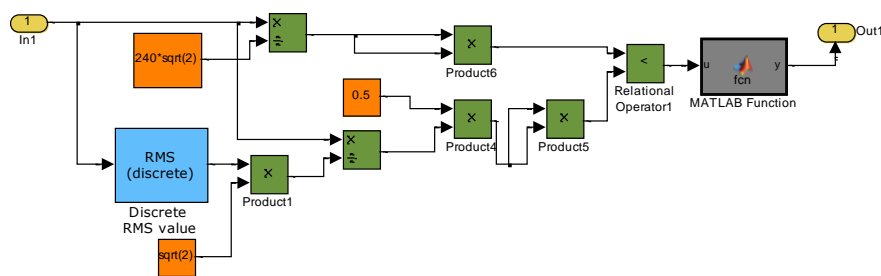 1
In1
240*sqrt(2)
×
÷
×
Product6
0.5
×
Product4
×
Product5
<
Relational
Operator1
u
fcn
y
MATLAB Function
1
Out1
RMS
(discrete)
Discrete
RMS value
×
Product1
×
÷
sqrt(2)